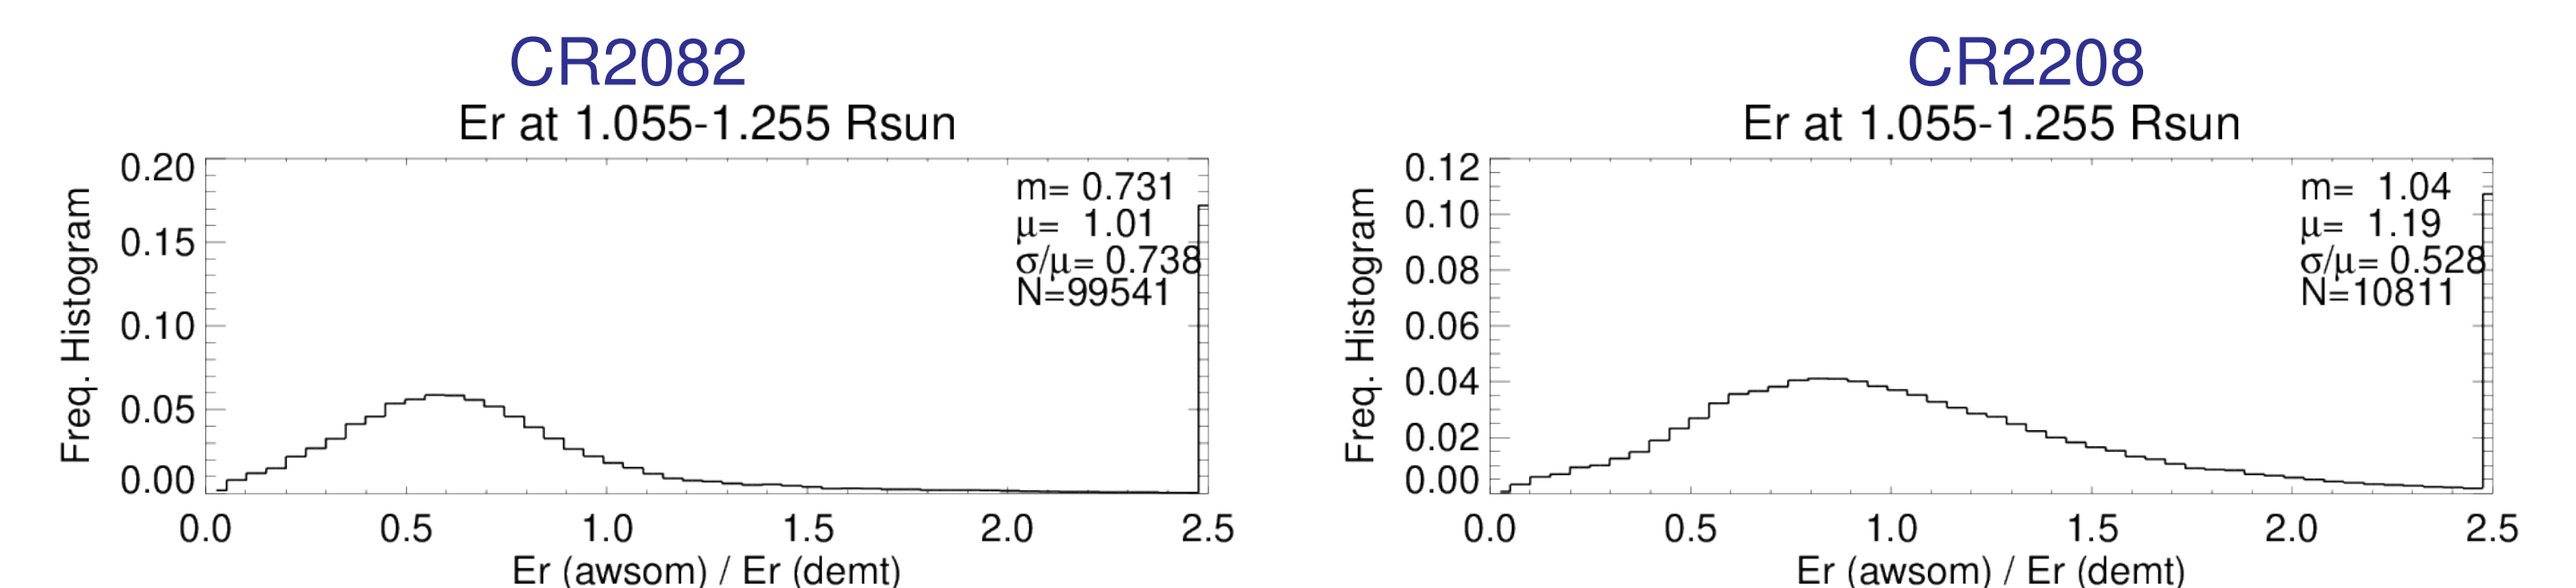 CR2082
Er at 1.055-1.255 Rsun
0.20
0.15
0.10
0.05
0.00
Freq. Histogram
m= 0.731
μ= 1.01
σ/μ= 0.738
N=99541
0.0 0.5 1.0 1.5 2.0 2.5
Er (awsom) / Er (demt)
CR2208
Er at 1.055-1.255 Rsun
0.12
0.10
0.08
0.06
0.04
0.02
0.00
Freq. Histogram
m= 1.04
μ= 1.19
σ/μ= 0.528
N=10811
0.0 0.5 1.0 1.5 2.0 2.5
Er (awsom) / Er (demt)